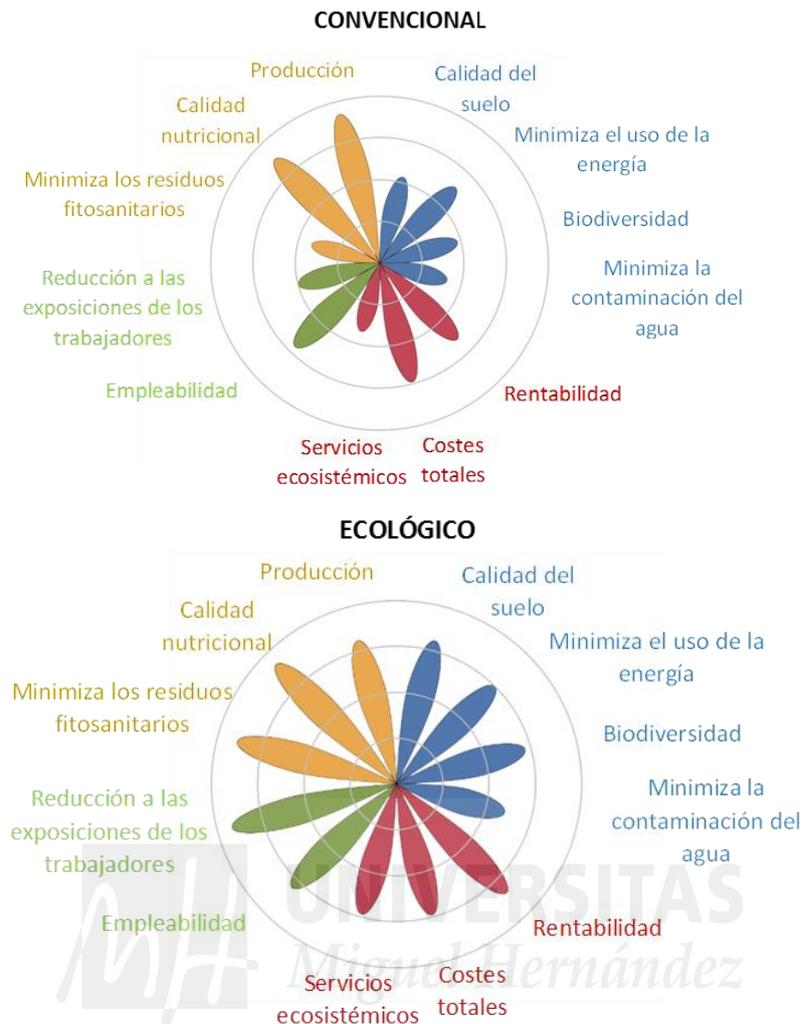 CONVENCIONAL
Producción
Calidad del
suelo
Calidad
nutricional
Minimiza el uso de la
energía
Minimiza los residuos
fitosanitarios
Biodiversidad
Reducción a las
exposiciones de los
trabajadores
Minimiza la
contaminación del
agua
Empleabilidad
Rentabilidad
Servicios
ecosistémicos
Costes
totales
ECOLÓGICO
Producción
Calidad del
suelo
Calidad
nutricional
Minimiza el uso de la
energía
Minimiza los residuos
fitosanitarios
Biodiversidad
Reducción a las
exposiciones de los
trabajadores
Minimiza la
contaminación del
agua
Empleabilidad
Rentabilidad
Servicios
ecosistémicos
Costes
totales
UNIVERSITAS
Miguel Hernández